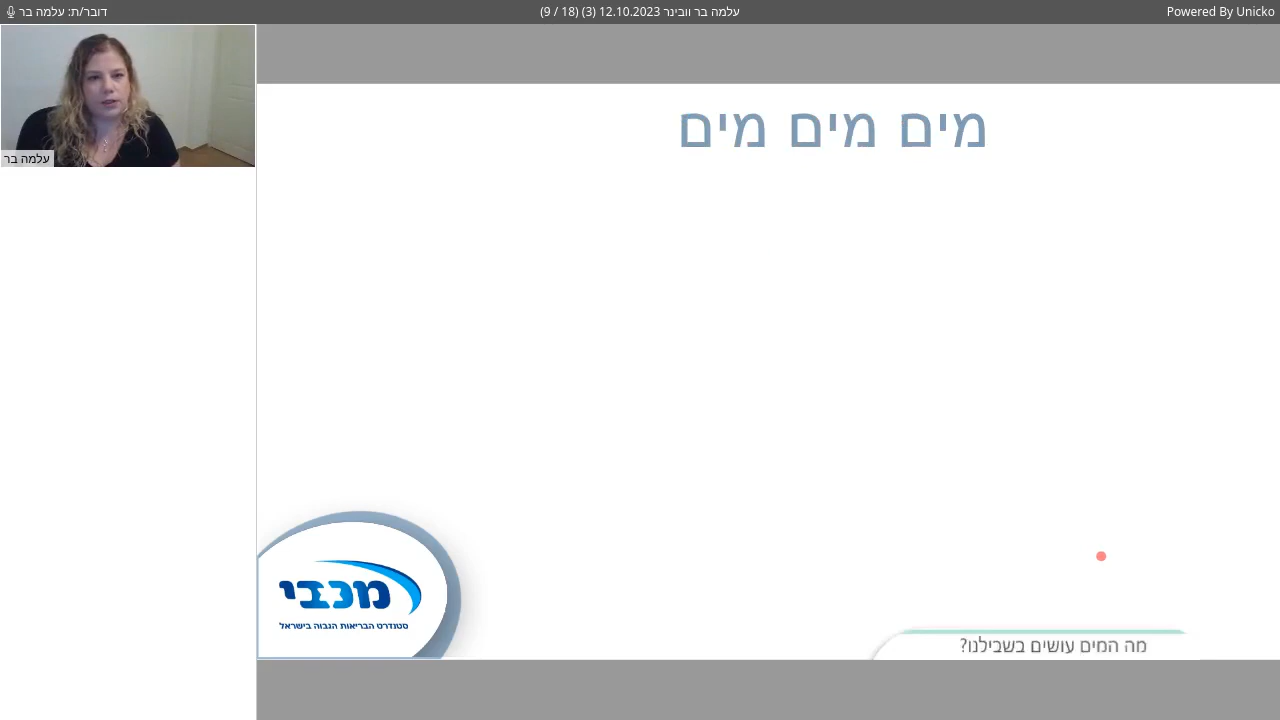 דובר/ת: עלמה בר
עלמה בר וובינר 12.10.2023 (3) (18 / 9)
Powered By Unicko
עלמה בר
מים מים מים
מכבי
סטנדרט הבריאות הגבוה בישראל
מה המים עושים בשבילנו?